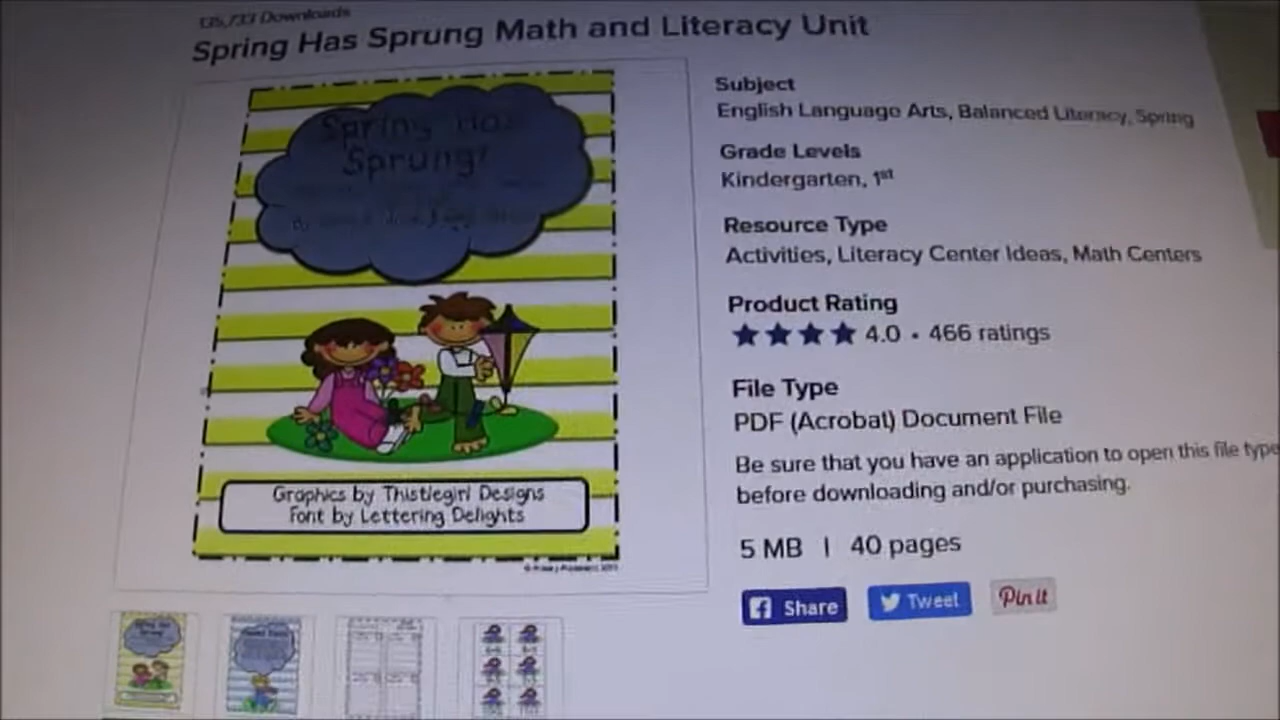 135,733 Downloads
Spring Has Sprung Math and Literacy Unit
Spring Has
Sprung!
Graphics by Thistlegirl Designs
Font by Lettering Delights
Subject
English Language Arts, Balanced Literacy, Spring
Grade Levels
Kindergarten, 1st
Resource Type
Activities, Literacy Center Ideas, Math Centers
Product Rating
4.0 • 466 ratings
File Type
PDF (Acrobat) Document File
Be sure that you have an application to open this file type
before downloading and/or purchasing.
5 MB | 40 pages
Share
Tweet
Pin it